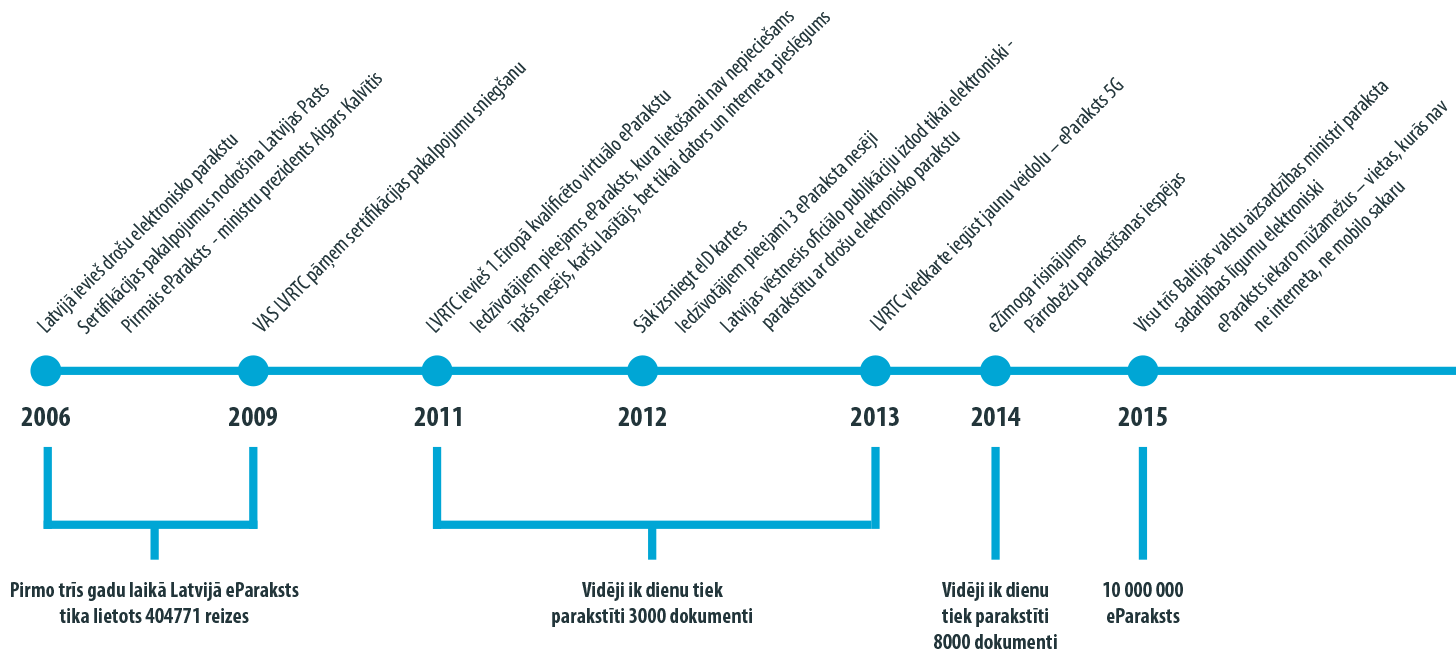 Latvijā ievieš drošu elektronisko parakstu
Sertifikācijas pakalpojumus nodrošina Latvijas Pasts
Pirmais eParaksts - ministru prezidents Aigars Kalvītis
VAS LVRTC pārņem sertifikācijas pakalpojumu sniegšanu
LVRTC ievieš 1.Eiropā kvalificēto virtuālo eParakstu
Iedzīvotājiem pieejams eParaksts, kura lietošanai nav nepieciešams
īpašs nesējs, karšu lasītājs, bet tikai dators un interneta pieslēgums
Sāk izsniegt eID kartes
Iedzīvotājiem pieejami 3 eParaksta nesēji
Latvijas vēstnesis oficiālo publikāciju izdod tikai elektroniski -
parakstītu ar drošu elektronisko parakstu
LVRTC viedkarte iegūst jaunu veidolu – eParaksts 5G
eZīmoga risinājums
Pārrobežu parakstīšanas iespējas
Visu trīs Baltijas valstu aizsardzības ministri paraksta
sadarbības līgumu elektroniski
eParaksts iekaro mūžamežus – vietas, kurās nav
ne interneta, ne mobilo sakaru
2006
2009
2011
2012
2013
2014
2015
Pirmo trīs gadu laikā Latvijā eParaksts
tika lietots 404771 reizes
Vidēji ik dienu tiek
parakstīti 3000 dokumenti
Vidēji ik dienu
tiek parakstīti
8000 dokumenti
10 000 000
eParaksts